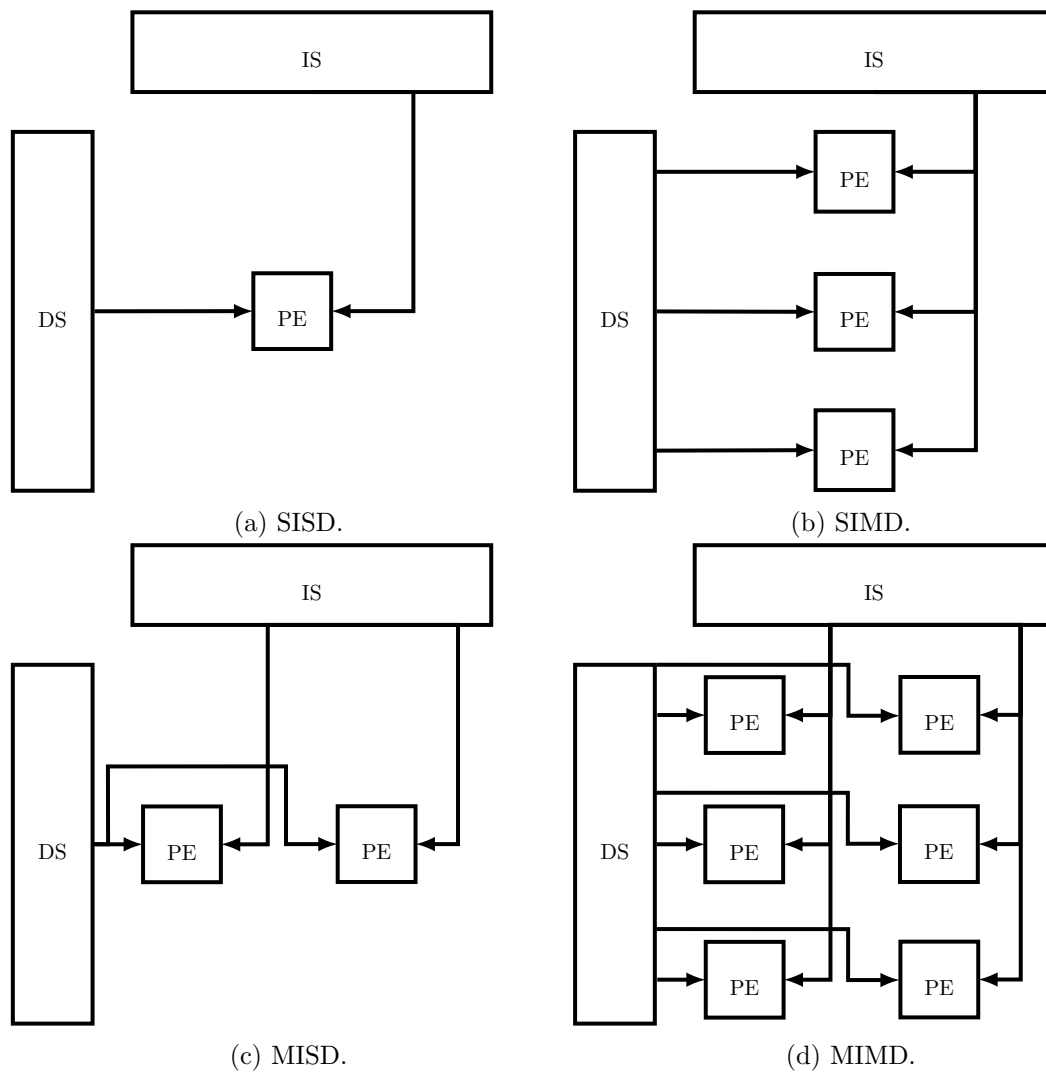 IS
DS
PE
(a) SISD.
IS
DS
PE
PE
PE
(b) SIMD.
IS
DS
PE
PE
(c) MISD.
IS
DS
PE
PE
PE
PE
PE
PE
(d) MIMD.